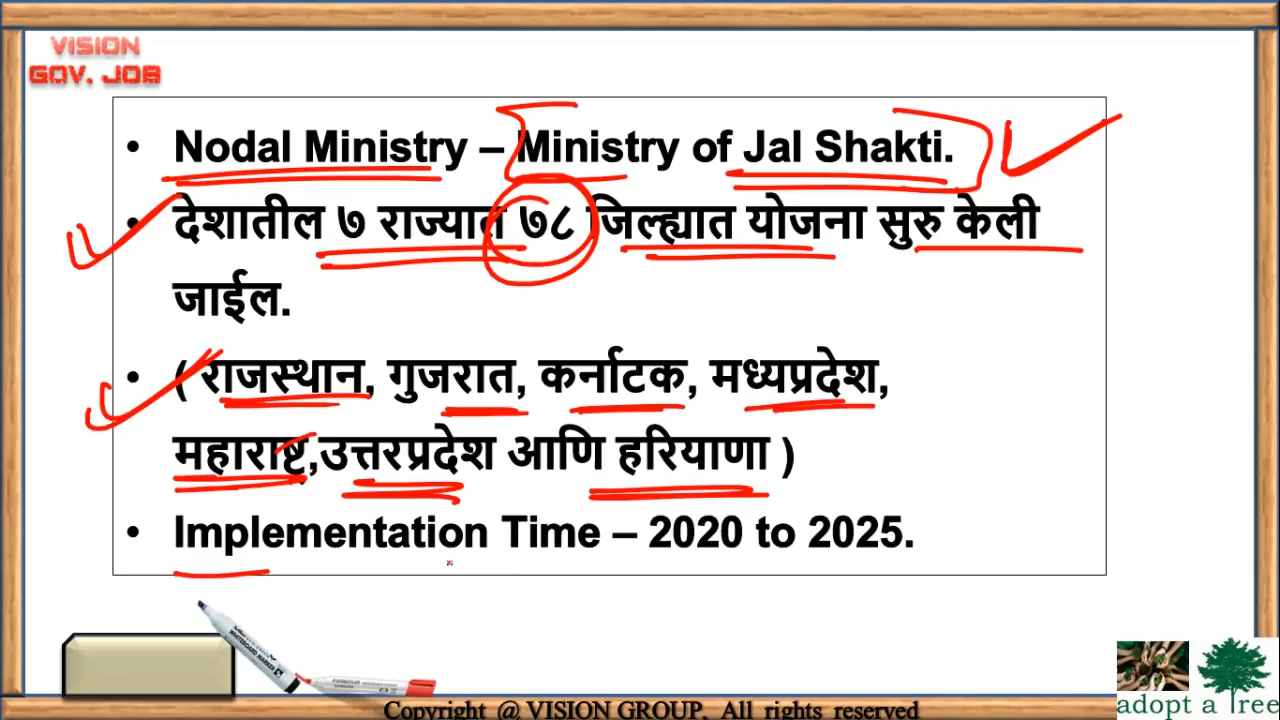 VISION
GOV. JOB
• Nodal Ministry – Ministry of Jal Shakti.
• देशातील ७ राज्यात ७८ जिल्ह्यात योजना सुरु केली
जाईल.
• ( राजस्थान, गुजरात, कर्नाटक, मध्यप्रदेश,
महाराष्ट्र,उत्तरप्रदेश आणि हरियाणा )
• Implementation Time – 2020 to 2025.
WHITEBOARD MARKER
adopt a Tree
Copyright @ VISION GROUP, All rights reserved